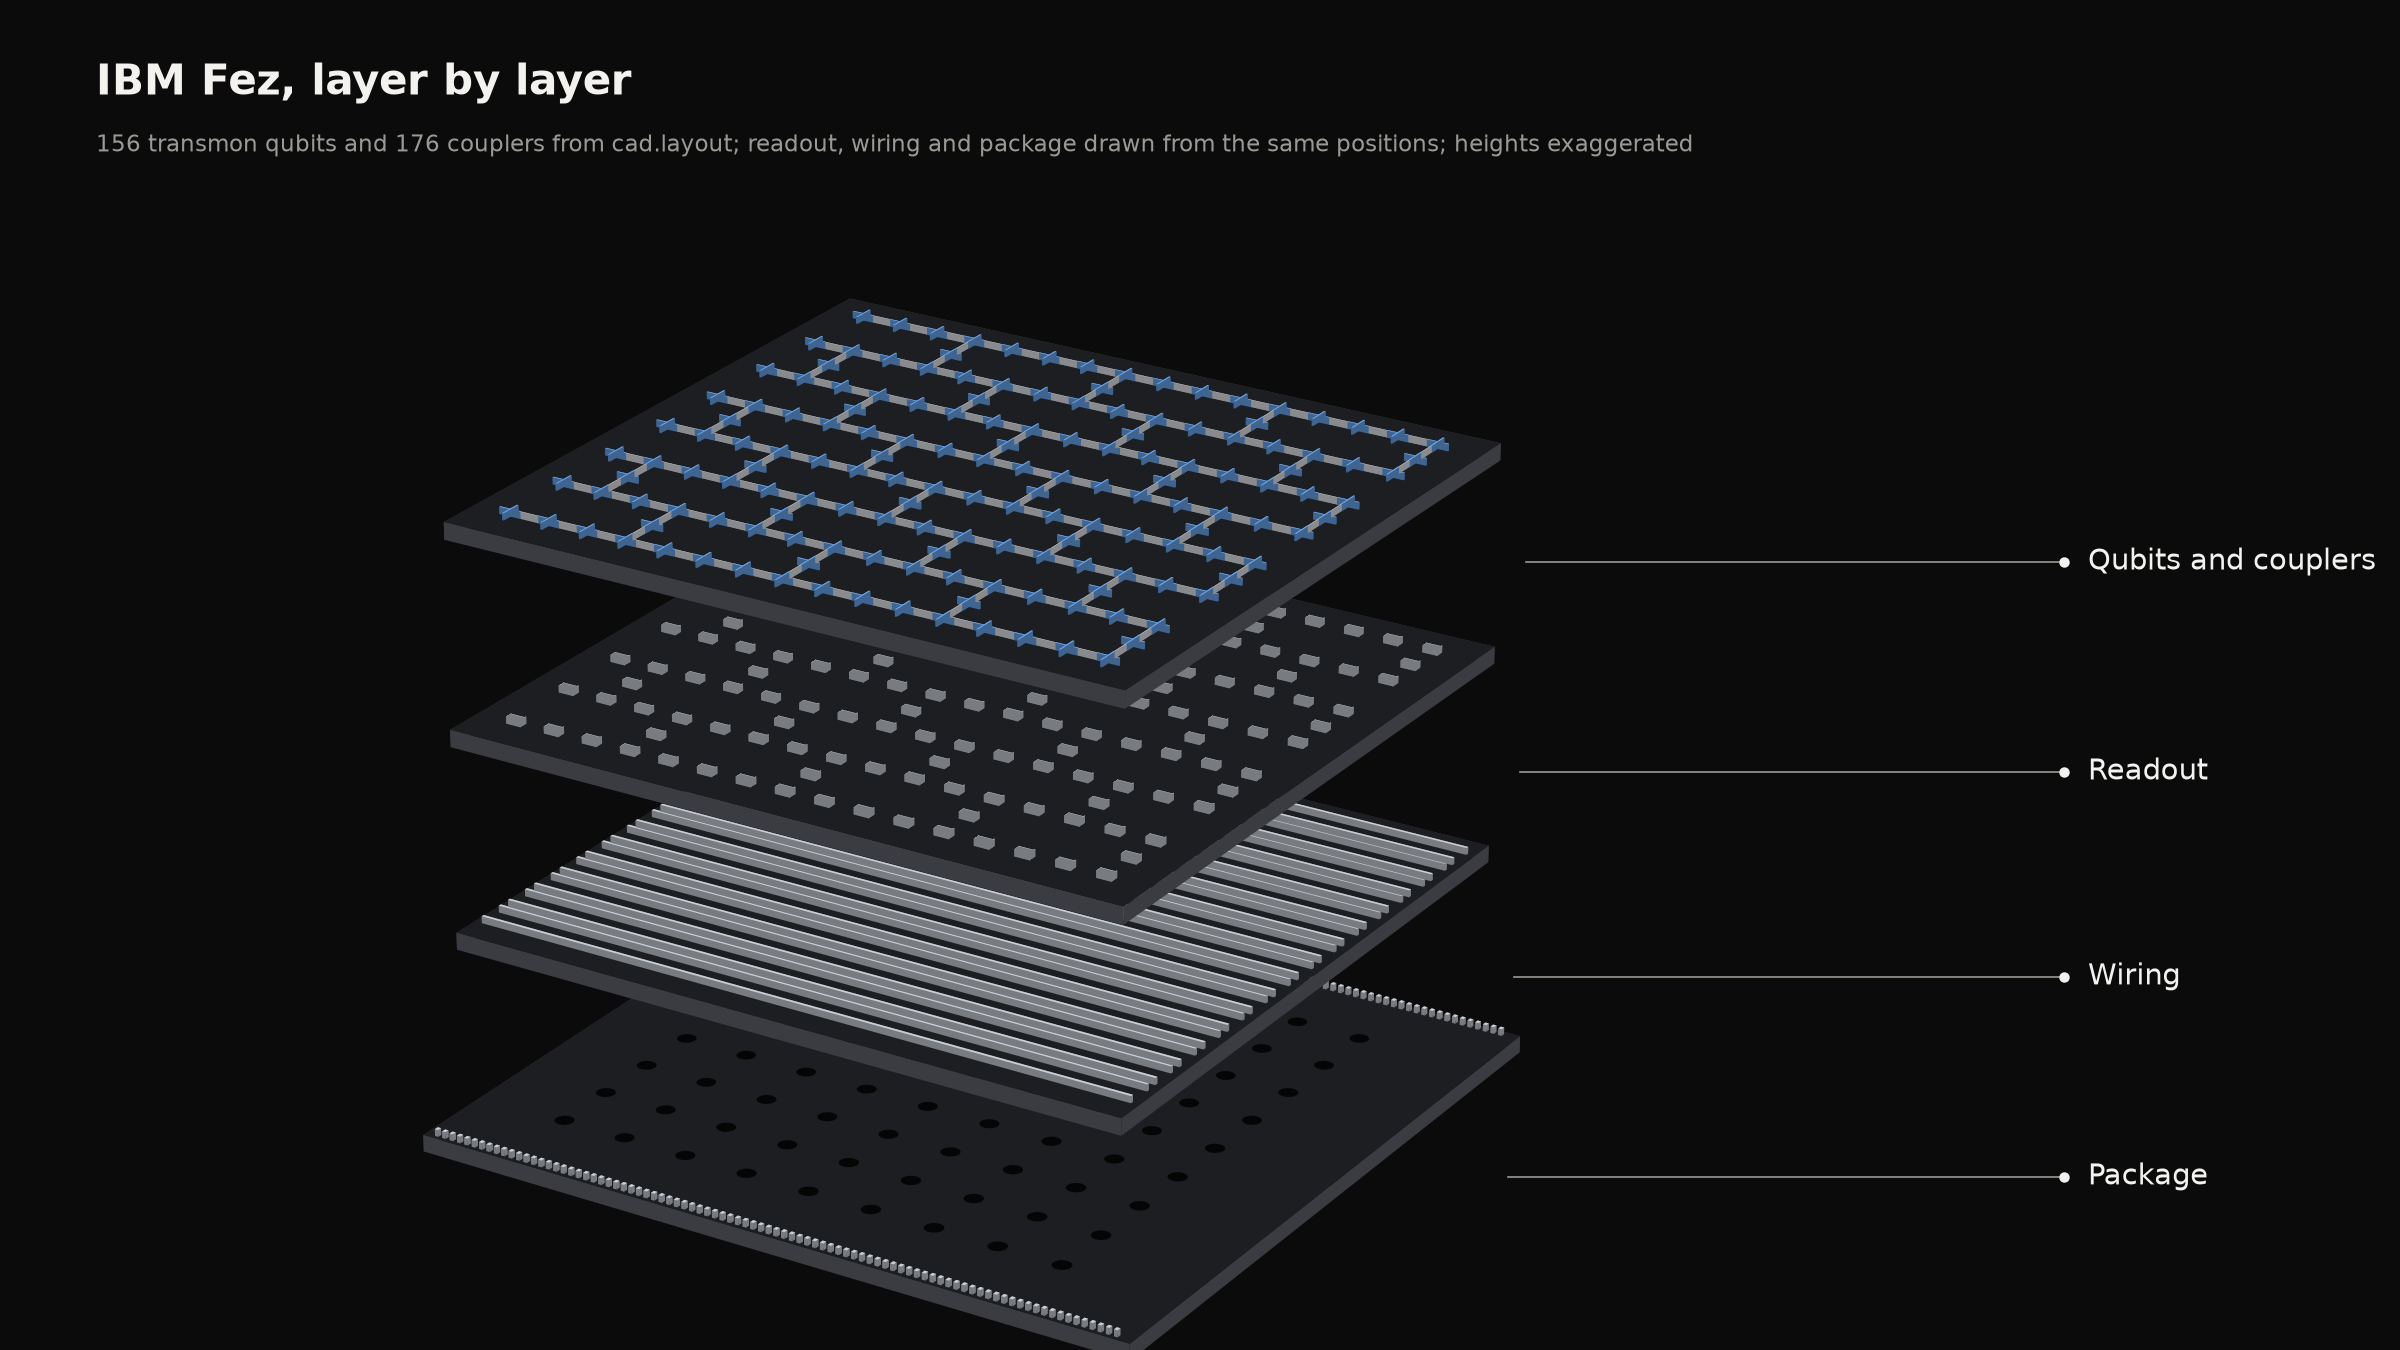 IBM Fez, layer by layer
156 transmon qubits and 176 couplers from cad.layout; readout, wiring and package drawn from the same positions; heights exaggerated
Qubits and couplers
Readout
Wiring
Package